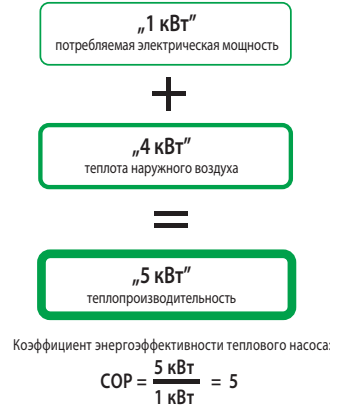 „1 кВт”
потребляемая электрическая мощность
+
„4 кВт”
теплота наружного воздуха
=
„5 кВт”
теплопроизводительность
Коэффициент энергоэффективности теплового насоса:
COP = 5 кВт / 1 кВт = 5